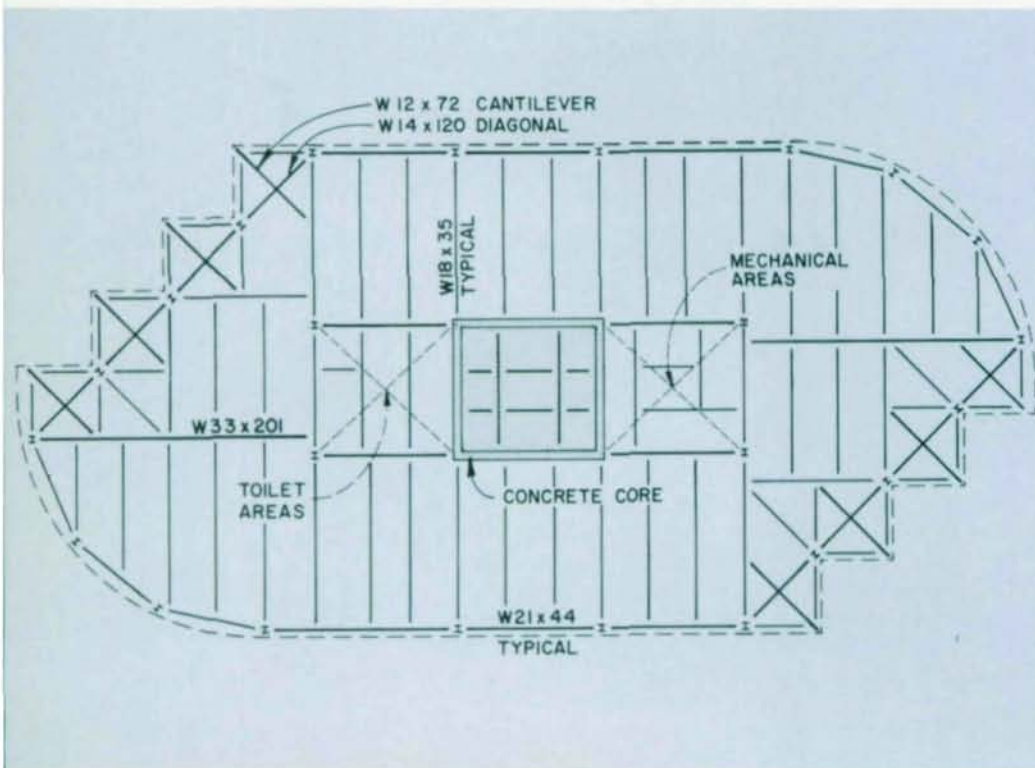 W 12 x 72 CANTILEVER
W 14 x 120 DIAGONAL
W18 x 35
TYPICAL
MECHANICAL
AREAS
W33 x 201
TOILET
AREAS
CONCRETE CORE
W21 x 44
TYPICAL